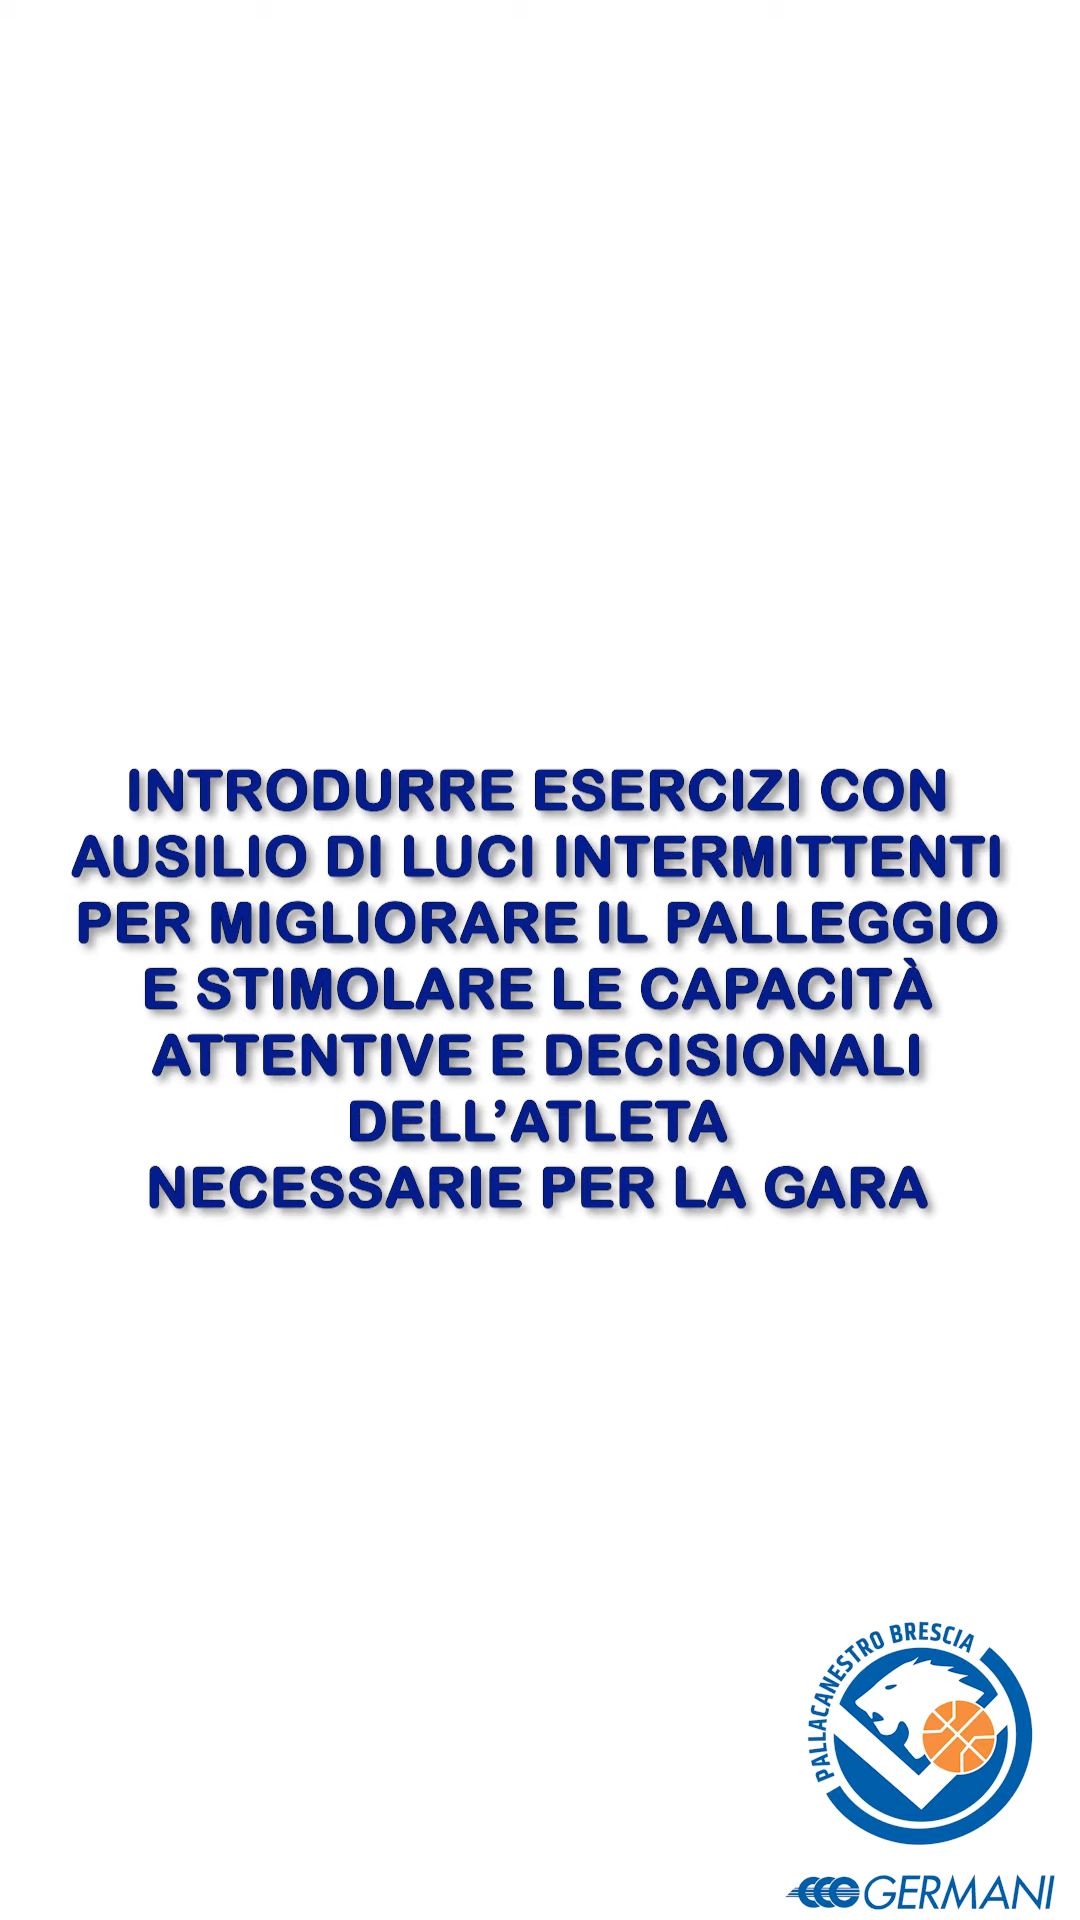 INTRODURRE ESERCIZI CON
AUSILIO DI LUCI INTERMITTENTI
PER MIGLIORARE IL PALLEGGIO
E STIMOLARE LE CAPACITÀ
ATTENTIVE E DECISIONALI
DELL’ATLETA
NECESSARIE PER LA GARA
PALLACANESTRO BRESCIA
GERMANI